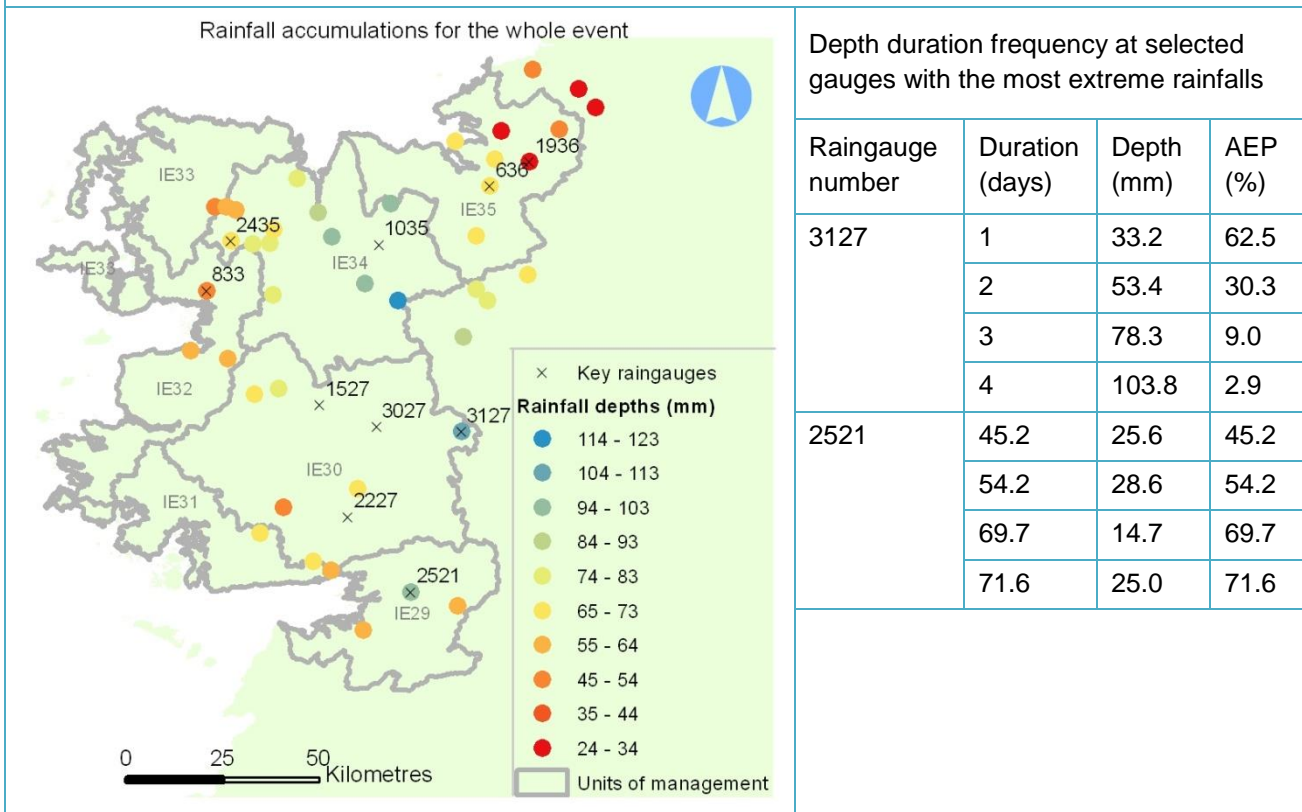 Rainfall accumulations for the whole event
1936
636
IE33
IE35
2435
1035
IE34
IE33
833
IE32
1527
3027
3127
IE30
IE31
2227
2521
IE29
Key raingauges
Rainfall depths (mm)
114 - 123
104 - 113
94 - 103
84 - 93
74 - 83
65 - 73
55 - 64
45 - 54
35 - 44
24 - 34
Units of management
0 25 50
Kilometres
Depth duration frequency at selected
gauges with the most extreme rainfalls
Raingauge number Duration (days) Depth (mm) AEP (%)
3127 1 33.2 62.5
2 53.4 30.3
3 78.3 9.0
4 103.8 2.9
2521 45.2 25.6 45.2
54.2 28.6 54.2
69.7 14.7 69.7
71.6 25.0 71.6